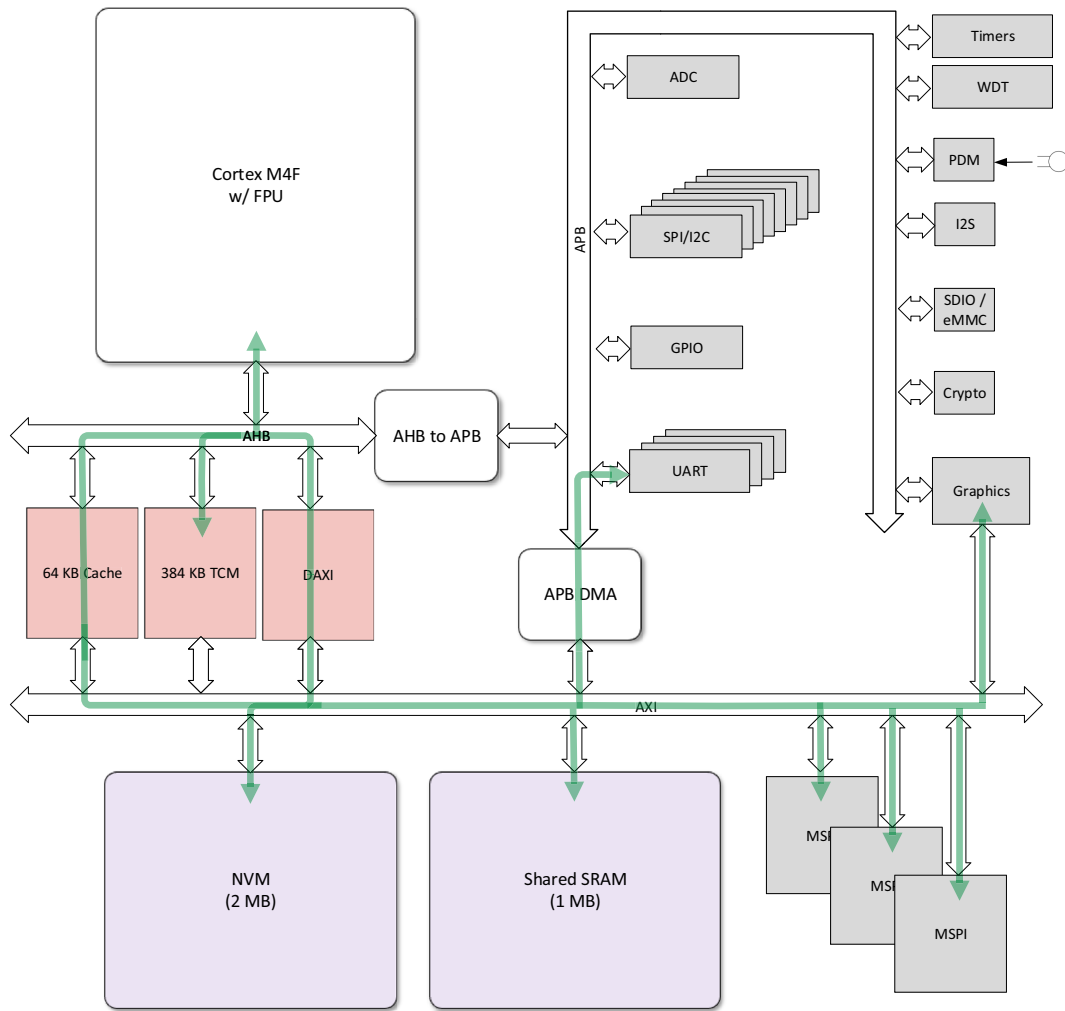 Cortex M4F
w/ FPU
AHB
AHB to APB
64 KB Cache
384 KB TCM
DAXI
APB
ADC
SPI/I2C
GPIO
UART
APB DMA
Timers
WDT
PDM
I2S
SDIO /
eMMC
Crypto
Graphics
AXI
NVM
(2 MB)
Shared SRAM
(1 MB)
MSPI